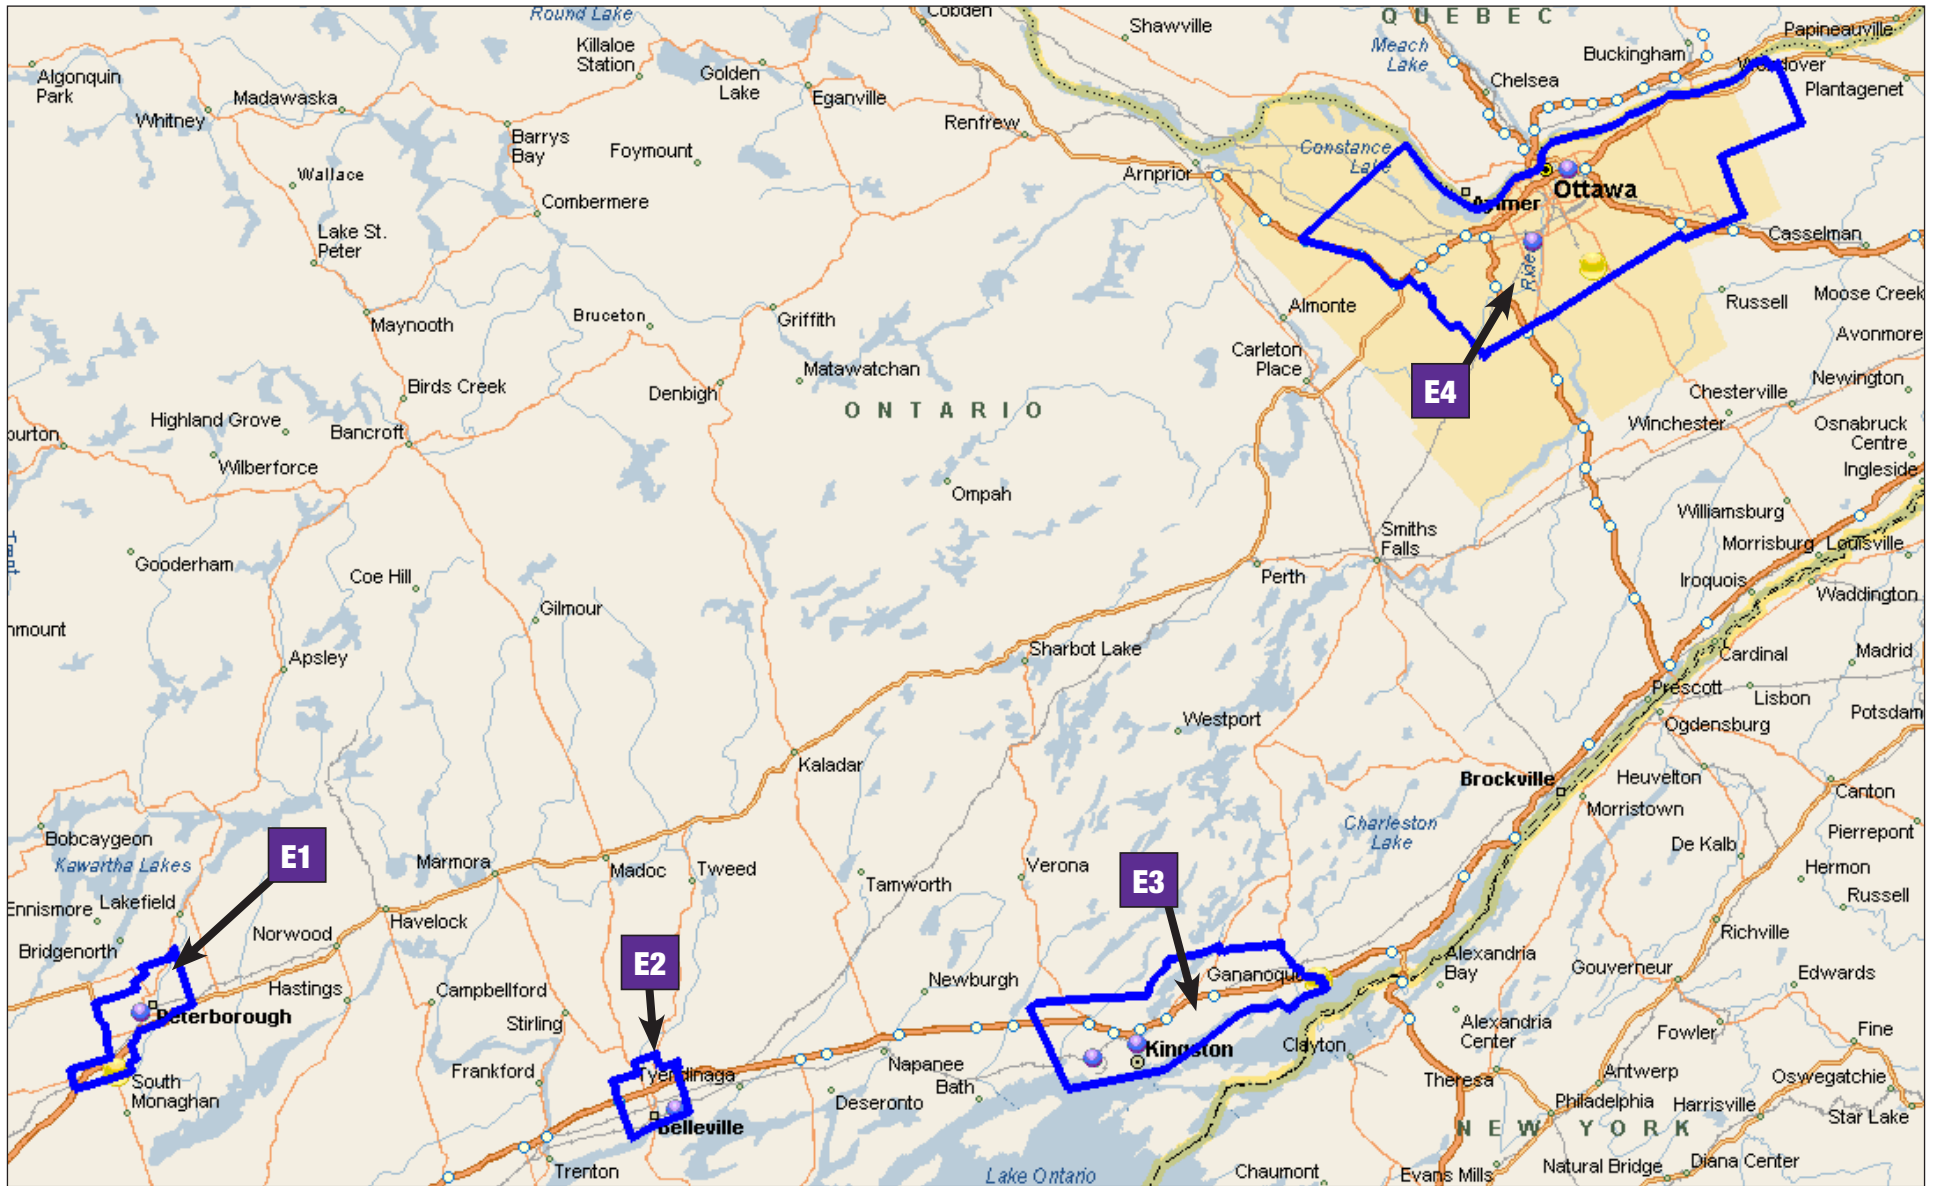 Round Lake
Cobden
Shawville
QUEBEC
Papineauville
Killaloe
Station
Meach
Lake
Buckingham
Algonquin
Park
Golden
Lake
Chelsea
Plantagenet
Madawaska
Eganville
Whitney
Renfrew
Barrys
Bay
Foymount
Constance
Lake
Wallace
Arnprior
Aylmer
Ottawa
Combermere
Lake St.
Peter
Casselman
Russell
Moose Creek
Almonte
Maynooth
Bruceton
Griffith
Avonmore
Carleton
Place
Matawatchan
Birds Creek
Denbigh
E4
Newington
Chesterville
ONTARIO
Highland Grove
Bancroft
Winchester
Osnabruck
Centre
burton
Wilberforce
Ingleside
Ompah
Williamsburg
Smiths
Falls
Morrisburg
Louisville
Gooderham
Coe Hill
Perth
Iroquois
Waddington
Gilmour
nmount
Apsley
Sharbot Lake
Cardinal
Madrid
Prescott
Lisbon
Westport
Ogdensburg
Potsdam
Kaladar
Brockville
Heuvelton
Canton
Morristown
Bobcaygeon
Charleston
Lake
Pierrepont
De Kalb
Kawartha Lakes
E1
Marmora
Madoc
Tweed
Verona
E3
Hermon
Tamworth
Russell
Ennismore
Lakefield
Havelock
Norwood
Richville
Bridgenorth
E2
Alexandria
Bay
Gananoque
Gouverneur
Edwards
Newburgh
Hastings
Campbellford
Peterborough
Stirling
Alexandria
Center
Fowler
Fine
Kingston
Clayton
Napanee
Frankford
Tyendinaga
Bath
Theresa
Antwerp
Oswegatchie
South
Monaghan
Deseronto
Philadelphia
Harrisville
Star Lake
Belleville
NEW YORK
Trenton
Lake Ontario
Chaumont
Evans Mills
Natural Bridge
Diana Center